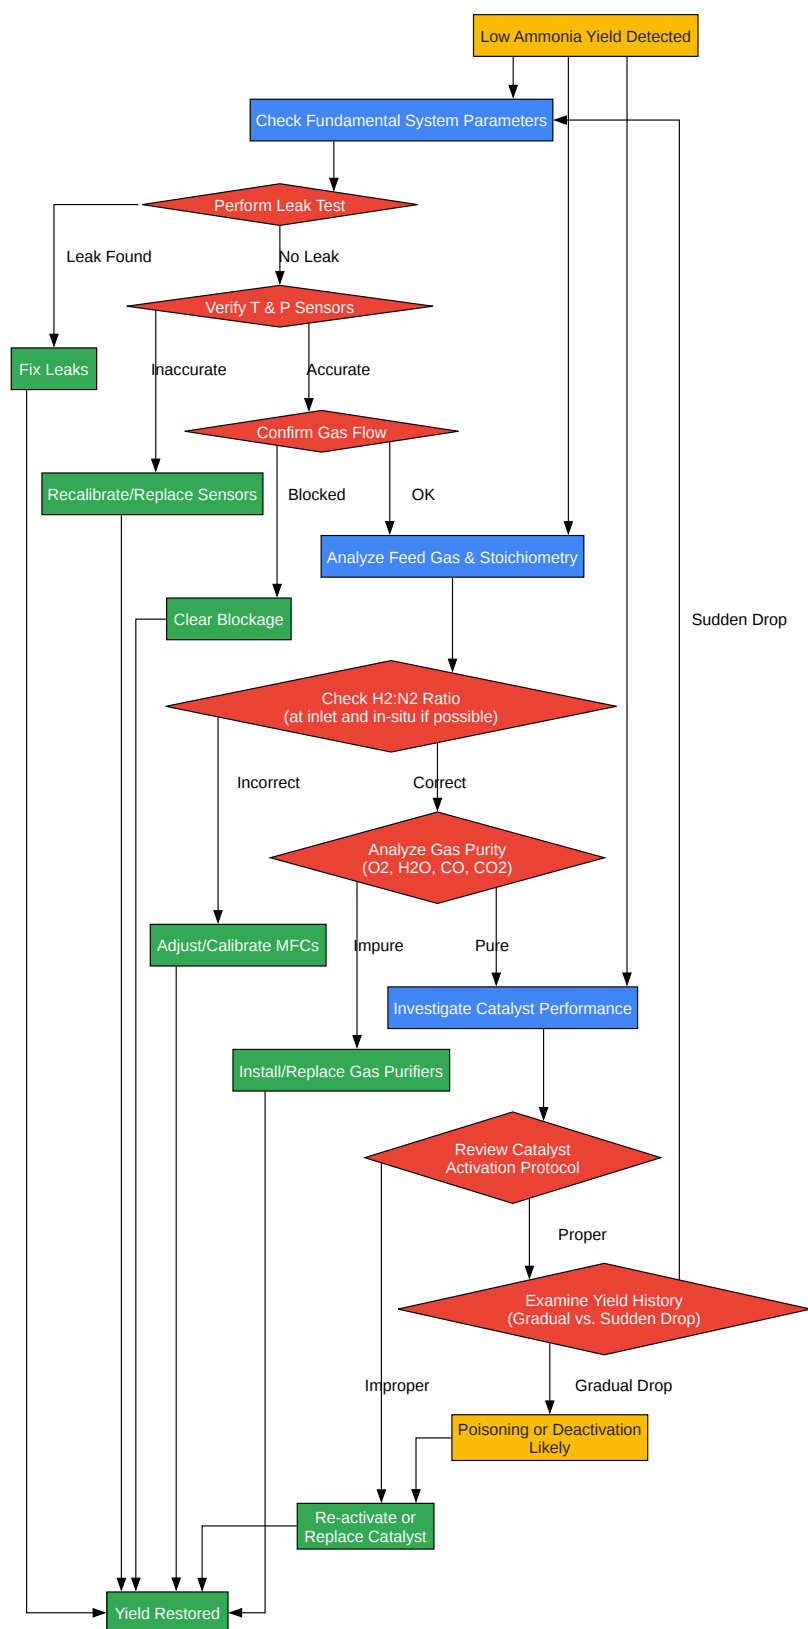 Low Ammonia Yield Detected
Check Fundamental System Parameters
Perform Leak Test
Leak Found
No Leak
Verify T & P Sensors
Fix Leaks
Inaccurate
Accurate
Confirm Gas Flow
Recalibrate/Replace Sensors
Blocked
OK
Analyze Feed Gas & Stoichiometry
Clear Blockage
Sudden Drop
Check H2:N2 Ratio
(at inlet and in-situ if possible)
Incorrect
Correct
Analyze Gas Purity
(O2, H2O, CO, CO2)
Adjust/Calibrate MFCs
Impure
Pure
Investigate Catalyst Performance
Install/Replace Gas Purifiers
Review Catalyst
Activation Protocol
Proper
Examine Yield History
(Gradual vs. Sudden Drop)
Improper
Gradual Drop
Poisoning or Deactivation
Likely
Re-activate or
Replace Catalyst
Yield Restored